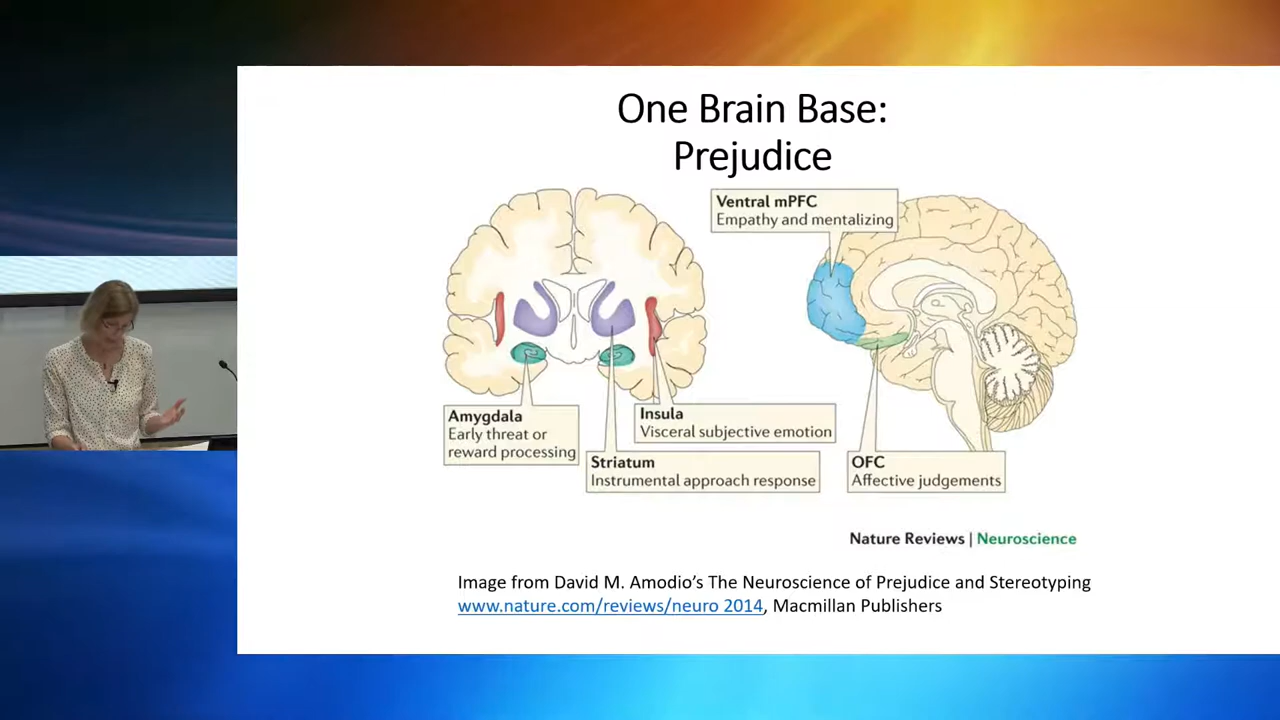 One Brain Base:
Prejudice
Ventral mPFC
Empathy and mentalizing
Amygdala
Early threat or
reward processing
Insula
Visceral subjective emotion
Striatum
Instrumental approach response
OFC
Affective judgements
Nature Reviews | Neuroscience
Image from David M. Amodio’s The Neuroscience of Prejudice and Stereotyping
www.nature.com/reviews/neuro 2014, Macmillan Publishers